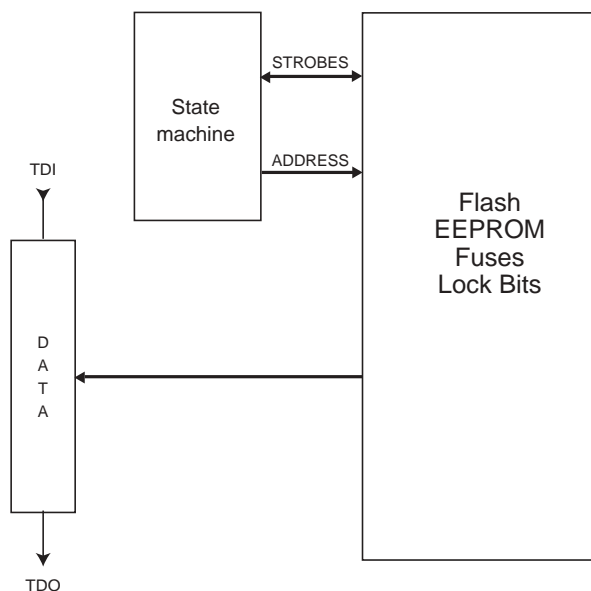 STROBES
State
machine
ADDRESS
TDI
Flash
EEPROM
Fuses
Lock Bits
D
A
T
A
TDO